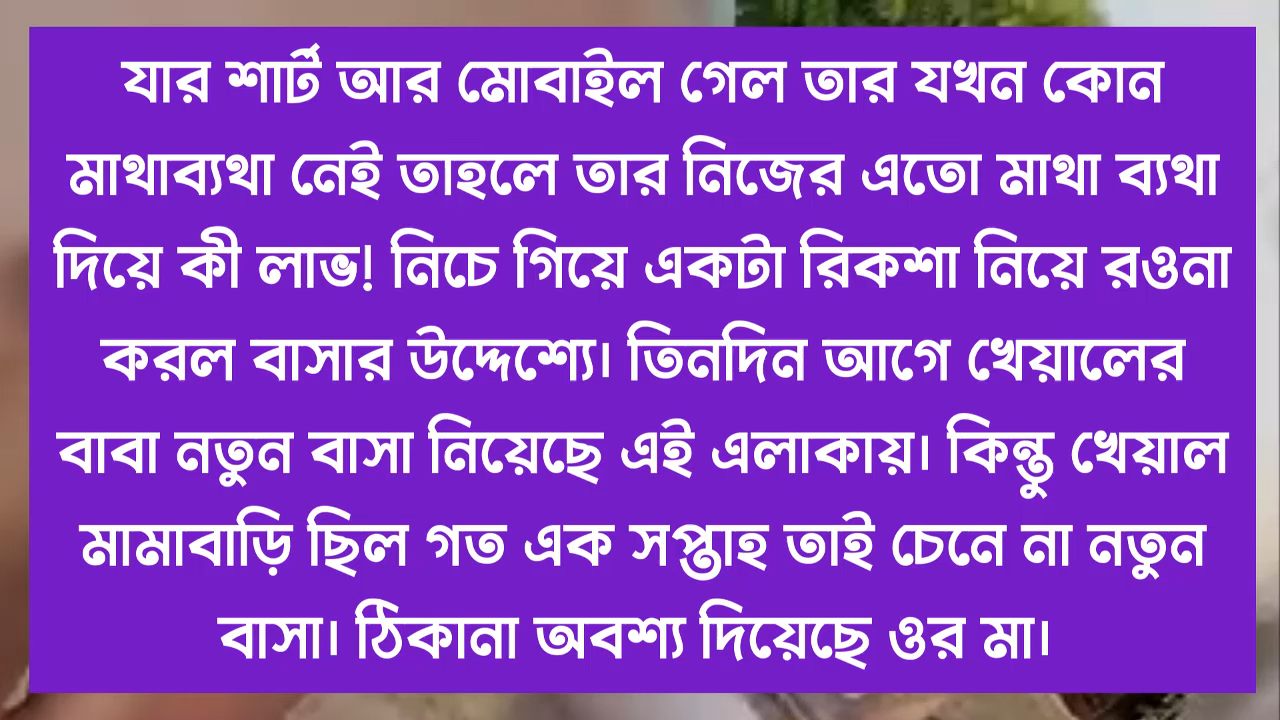 যার শার্ট আর মোবাইল গেল তার যখন কোন
মাথাব্যথা নেই তাহলে তার নিজের এতো মাথা ব্যথা
দিয়ে কী লাভ! নিচে গিয়ে একটা রিকশা নিয়ে রওনা
করল বাসার উদ্দেশ্যে। তিনদিন আগে খেয়ালের
বাবা নতুন বাসা নিয়েছে এই এলাকায়। কিন্তু খেয়াল
মামাবাড়ি ছিল গত এক সপ্তাহ তাই চেনে না নতুন
বাসা। ঠিকানা অবশ্য দিয়েছে ওর মা।